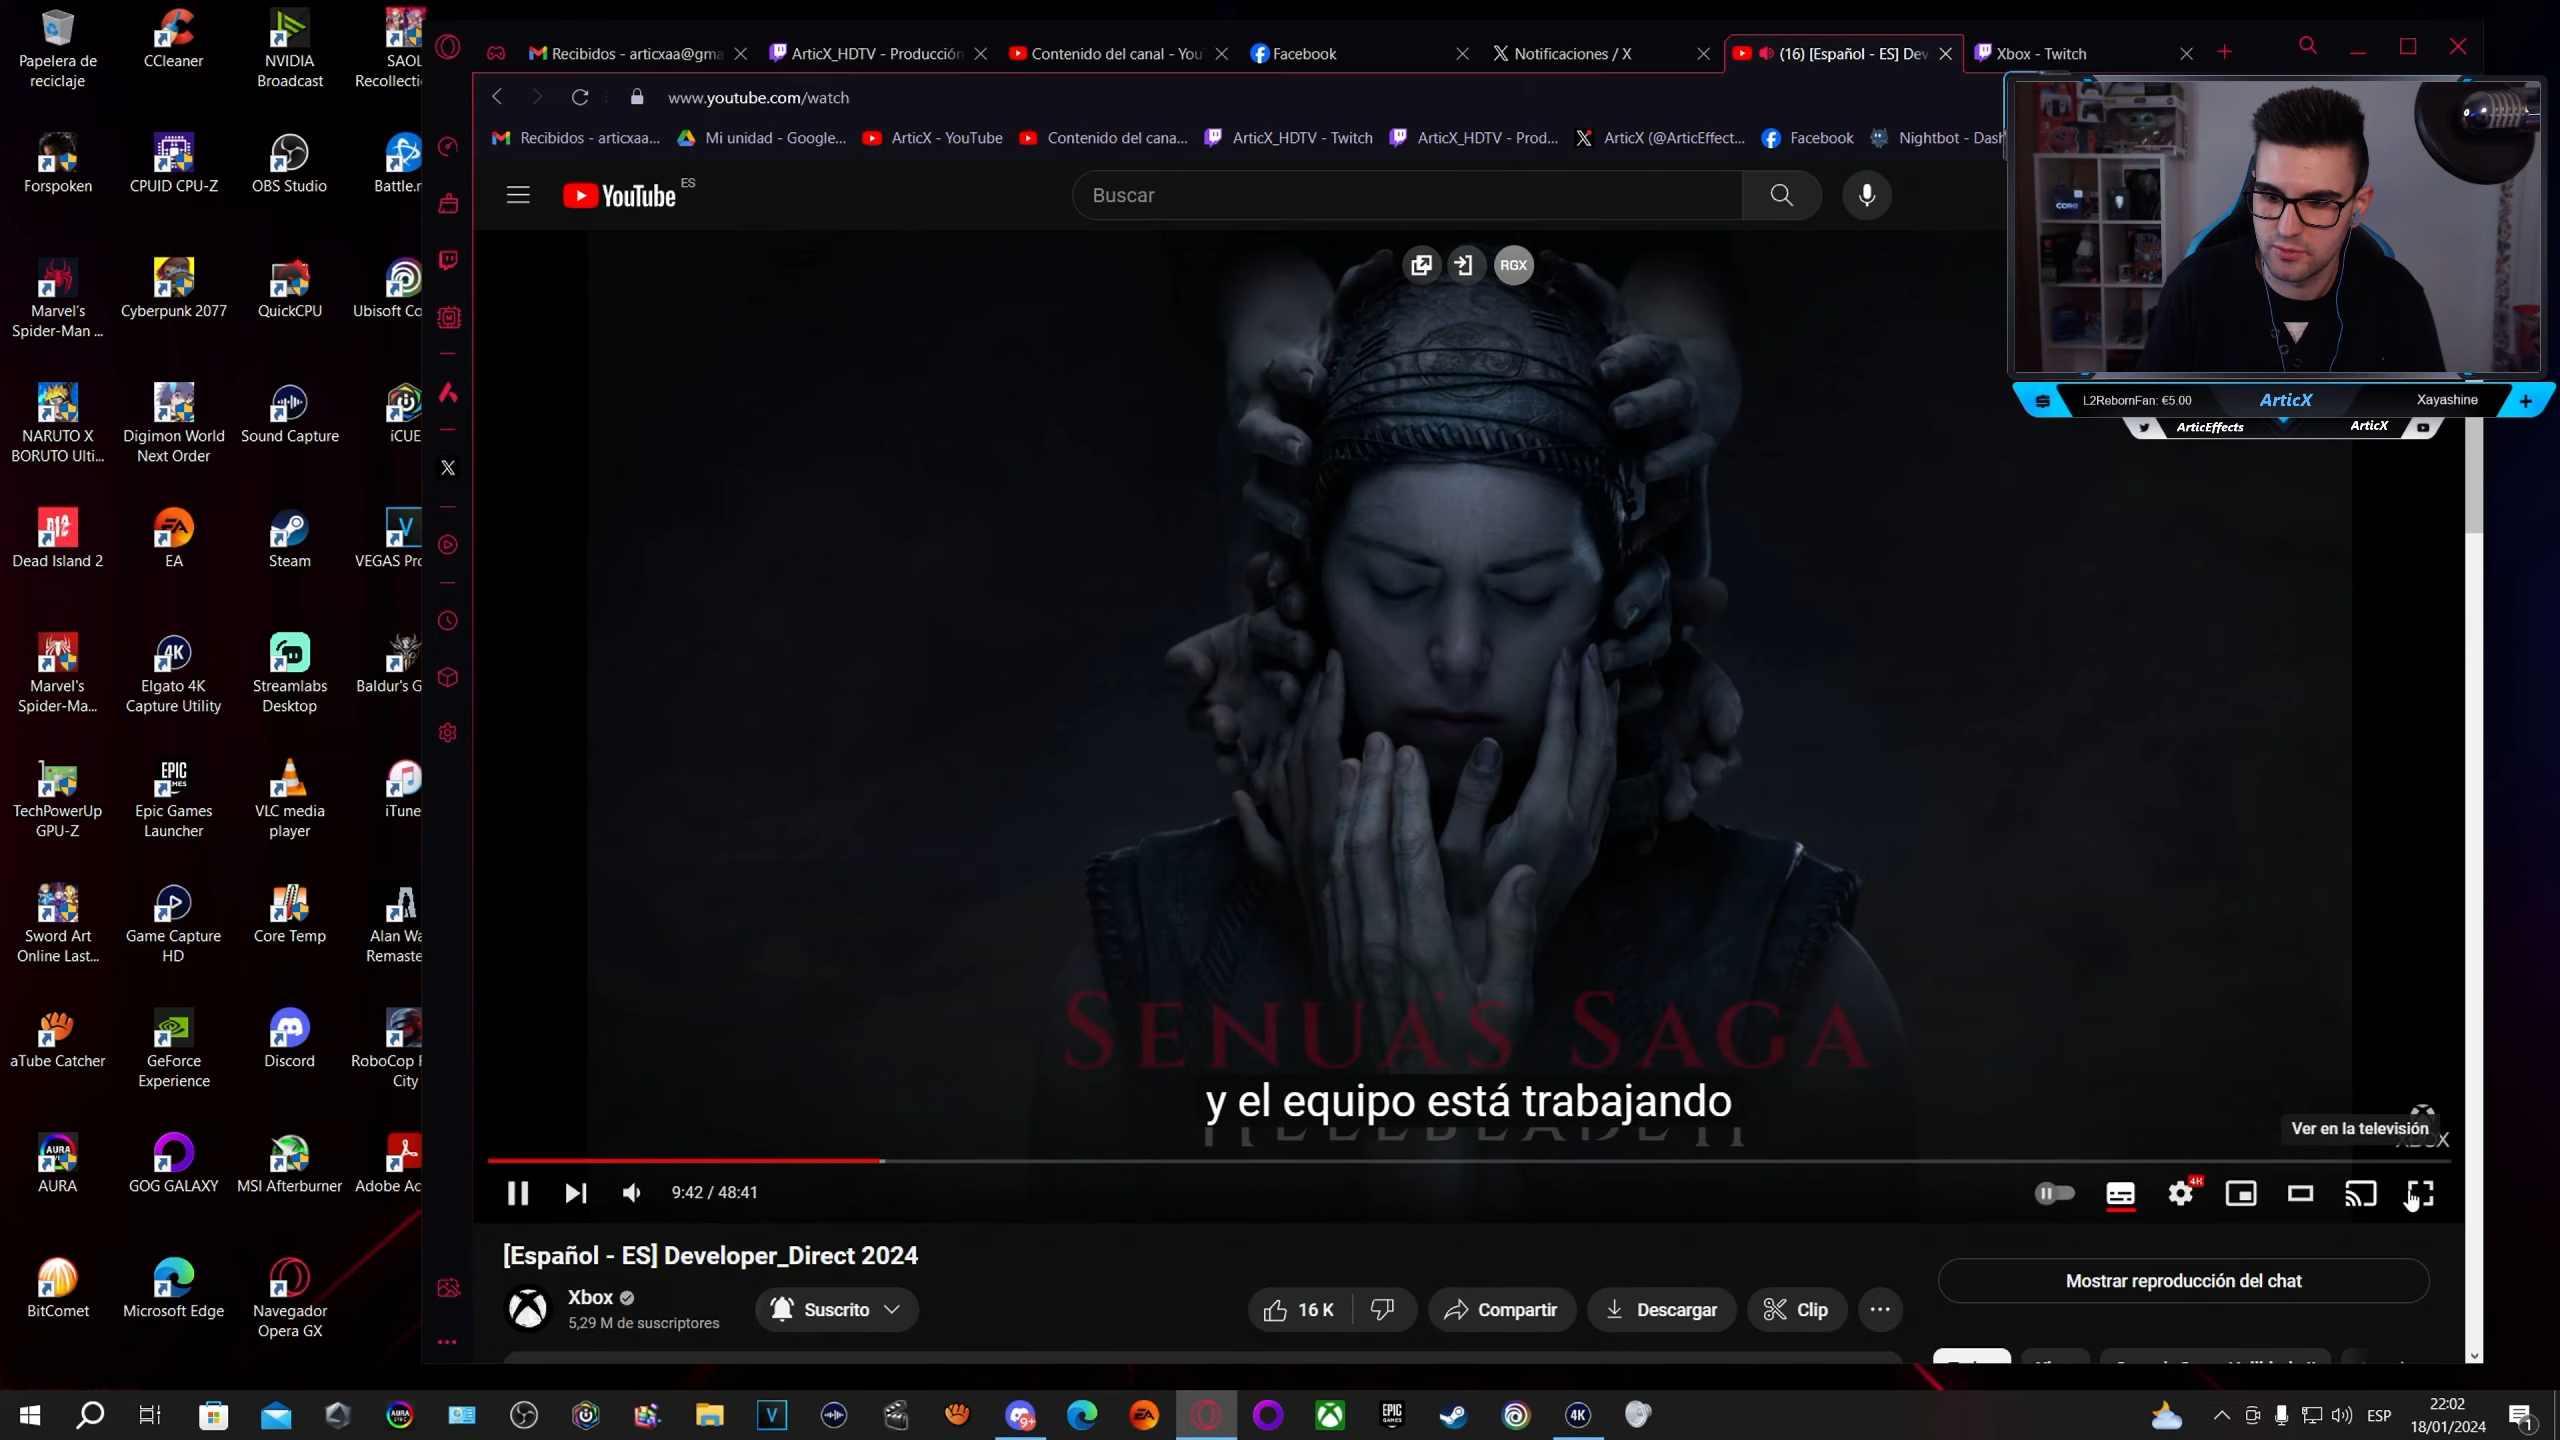 Papelera de reciclaje
CCleaner
NVIDIA Broadcast
SAO
Recollecti
Forspoken
CPUID CPU-Z
OBS Studio
Battle.n
Marvel's Spider-Man ...
Cyberpunk 2077
QuickCPU
Ubisoft Co
NARUTO X BORUTO Ulti...
Digimon World Next Order
Sound Capture
iCUE
Dead Island 2
EA
Steam
VEGAS Pro
Marvel's Spider-Ma...
Elgato 4K Capture Utility
Streamlabs Desktop
Baldur's G
TechPowerUp GPU-Z
Epic Games Launcher
VLC media player
iTune
Sword Art Online Last...
Game Capture HD
Core Temp
Alan Wa
Remaste
aTube Catcher
GeForce Experience
Discord
RoboCop
City
AURA
GOG GALAXY
MSI Afterburner
Adobe Ac
BitComet
Microsoft Edge
Navegador Opera GX
Recibidos - articxaa@gma
ArticX_HDTV - Producción
Contenido del canal - You
Facebook
Notificaciones / X
(16) [Español - ES] Dev
Xbox - Twitch
www.youtube.com/watch
Recibidos - articxaa...
Mi unidad - Google...
ArticX - YouTube
Contenido del cana...
ArticX_HDTV - Twitch
ArticX_HDTV - Prod...
ArticX (@ArticEffect...
Facebook
Nightbot - Dash
YouTube ES
Buscar
RGX
L2RebornFan: €5.00
ArticX
Xayashine
ArticEffects
ArticX
SENUA'S SAGA
HELLBLADE II
y el equipo está trabajando
Ver en la televisión
XBOX
9:42 / 48:41
4K
[Español - ES] Developer_Direct 2024
Xbox
5,29 M de suscriptores
Suscrito
16 K
Compartir
Descargar
Clip
Mostrar reproducción del chat
9+
ESP
22:02
18/01/2024
1